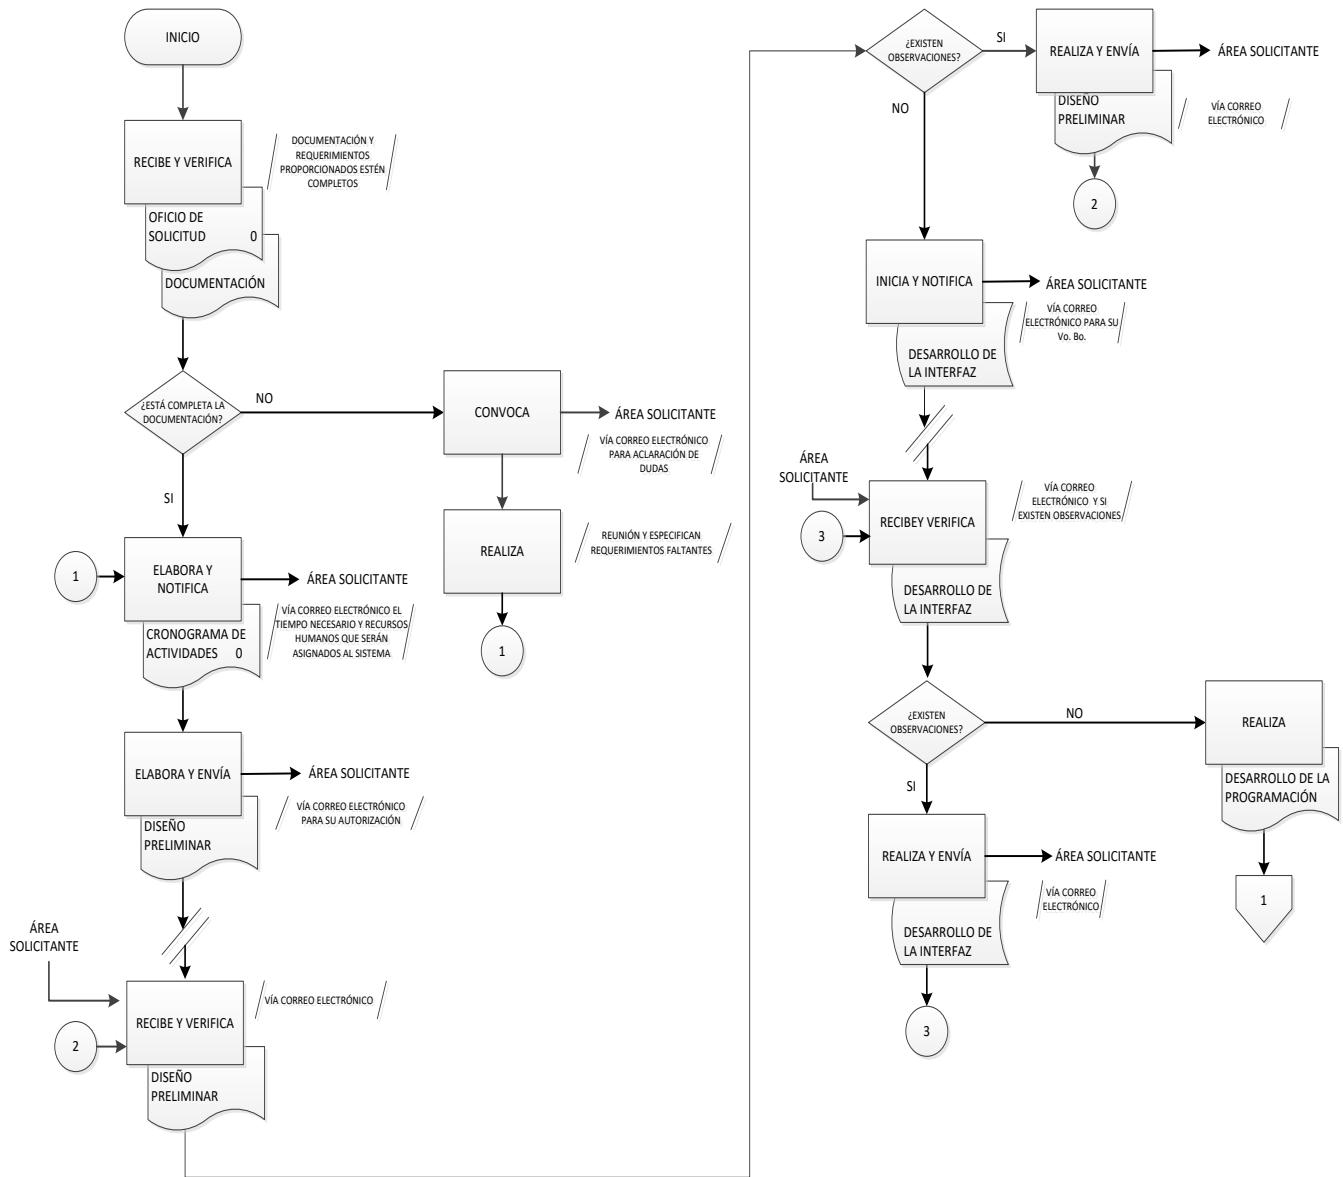 INICIO
RECIBE Y VERIFICA
DOCUMENTACIÓN Y
REQUERIMIENTOS
PROPORCIONADOS ESTÉN
COMPLETOS
OFICIO DE
SOLICITUD 0
DOCUMENTACIÓN
¿ESTÁ COMPLETA LA
DOCUMENTACIÓN?
NO
CONVOCA
ÁREA SOLICITANTE
VÍA CORREO ELECTRÓNICO
PARA ACLARACIÓN DE
DUDAS
REALIZA
REUNIÓN Y ESPECIFICAN
REQUERIMIENTOS FALTANTES
1
SI
1
ELABORA Y
NOTIFICA
ÁREA SOLICITANTE
VÍA CORREO ELECTRÓNICO EL
TIEMPO NECESARIO Y RECURSOS
HUMANOS QUE SERÁN
ASIGNADOS AL SISTEMA
CRONOGRAMA DE
ACTIVIDADES 0
ELABORA Y ENVÍA
ÁREA SOLICITANTE
VÍA CORREO ELECTRÓNICO
PARA SU AUTORIZACIÓN
DISEÑO
PRELIMINAR
ÁREA
SOLICITANTE
2
RECIBE Y VERIFICA
VÍA CORREO ELECTRÓNICO
DISEÑO
PRELIMINAR
¿EXISTEN
OBSERVACIONES?
SI
REALIZA Y ENVÍA
ÁREA SOLICITANTE
DISEÑO
PRELIMINAR
VÍA CORREO
ELECTRÓNICO
2
NO
INICIA Y NOTIFICA
ÁREA SOLICITANTE
VÍA CORREO
ELECTRÓNICO PARA SU
Vo. Bo.
DESARROLLO DE
LA INTERFAZ
ÁREA
SOLICITANTE
3
RECIBEY VERIFICA
VÍA CORREO
ELECTRÓNICO Y SI
EXISTEN OBSERVACIONES
DESARROLLO DE
LA INTERFAZ
¿EXISTEN
OBSERVACIONES?
NO
REALIZA
DESARROLLO DE LA
PROGRAMACIÓN
1
SI
REALIZA Y ENVÍA
ÁREA SOLICITANTE
VÍA CORREO
ELECTRÓNICO
DESARROLLO DE
LA INTERFAZ
3